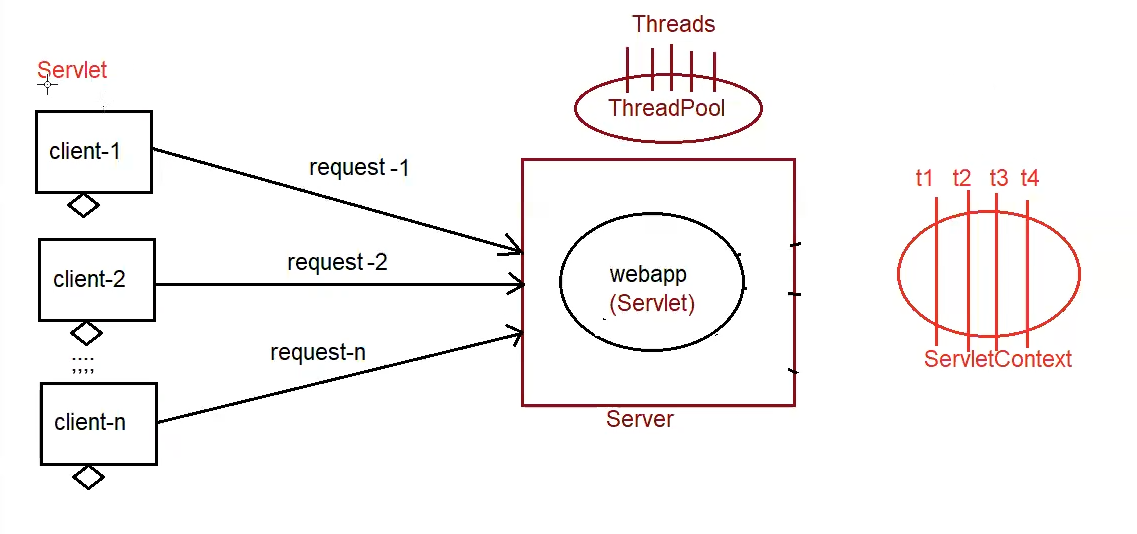 Threads
Servlet
ThreadPool
client-1
request -1
t1 t2 t3 t4
client-2
request -2
webapp
(Servlet)
;;;;
request-n
ServletContext
client-n
Server